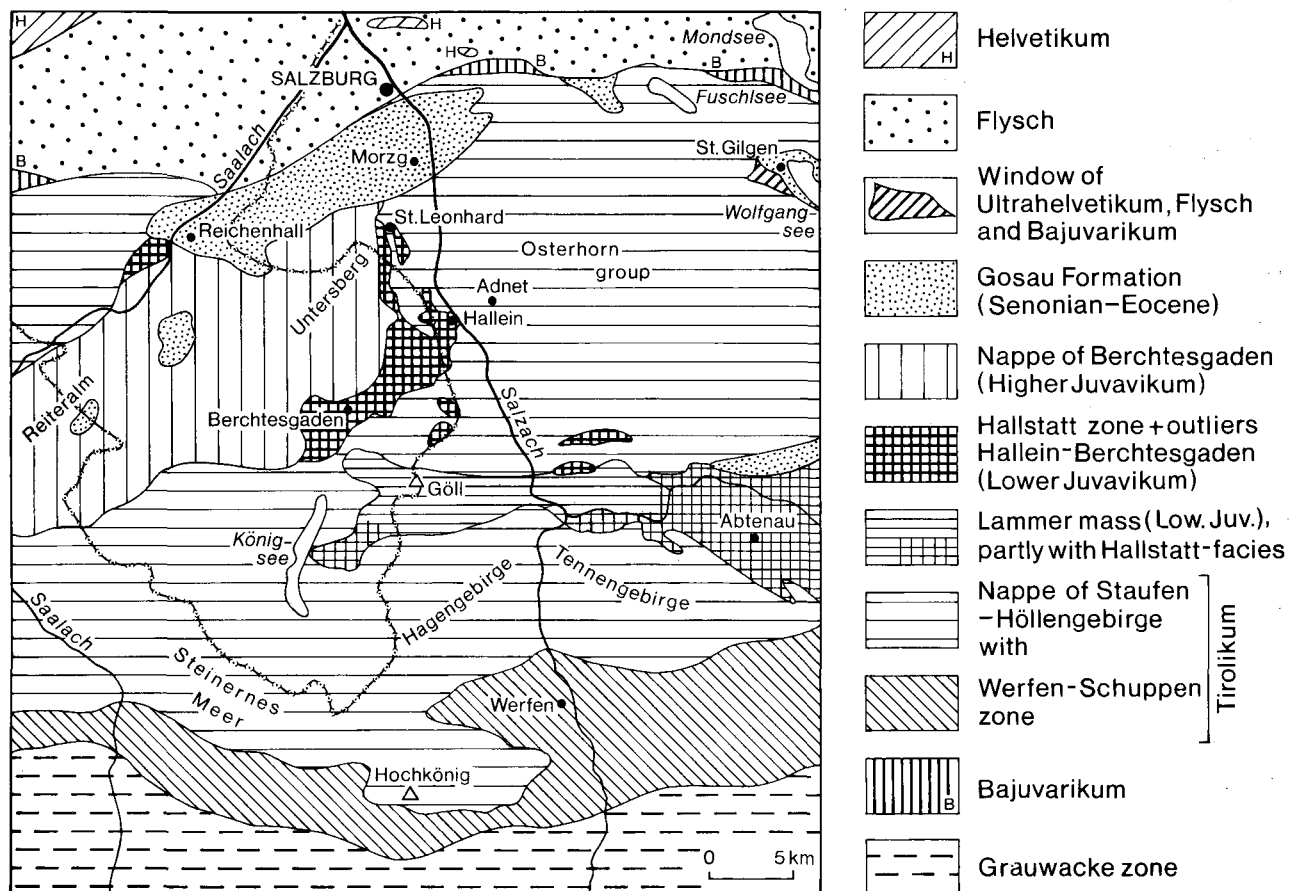 H
H
H
B
B
B
Mondsee
SALZBURG
Fuschlsee
Saalach
Morzg
St.Gilgen
St.Leonhard
Wolfgang-
see
Reichenhall
Osterhorn
group
Untersberg
Adnet
Hallein
Reiteralm
Berchtesgaden
Salzach
Göll
Abtenau
König-
see
Hagengebirge
Tennengebirge
Saalach
Steinernes
Meer
Werfen
Hochkönig
0 5km
H
Helvetikum
Flysch
Window of
Ultrahelvetikum, Flysch
and Bajuvarikum
Gosau Formation
(Senonian–Eocene)
Nappe of Berchtesgaden
(Higher Juvavikum)
Hallstatt zone + outliers
Hallein-Berchtesgaden
(Lower Juvavikum)
Lammer mass (Low. Juv.),
partly with Hallstatt-facies
Nappe of Staufen
–Höllengebirge
with
Werfen-Schuppen
zone
Tirolikum
B
Bajuvarikum
Grauwacke zone